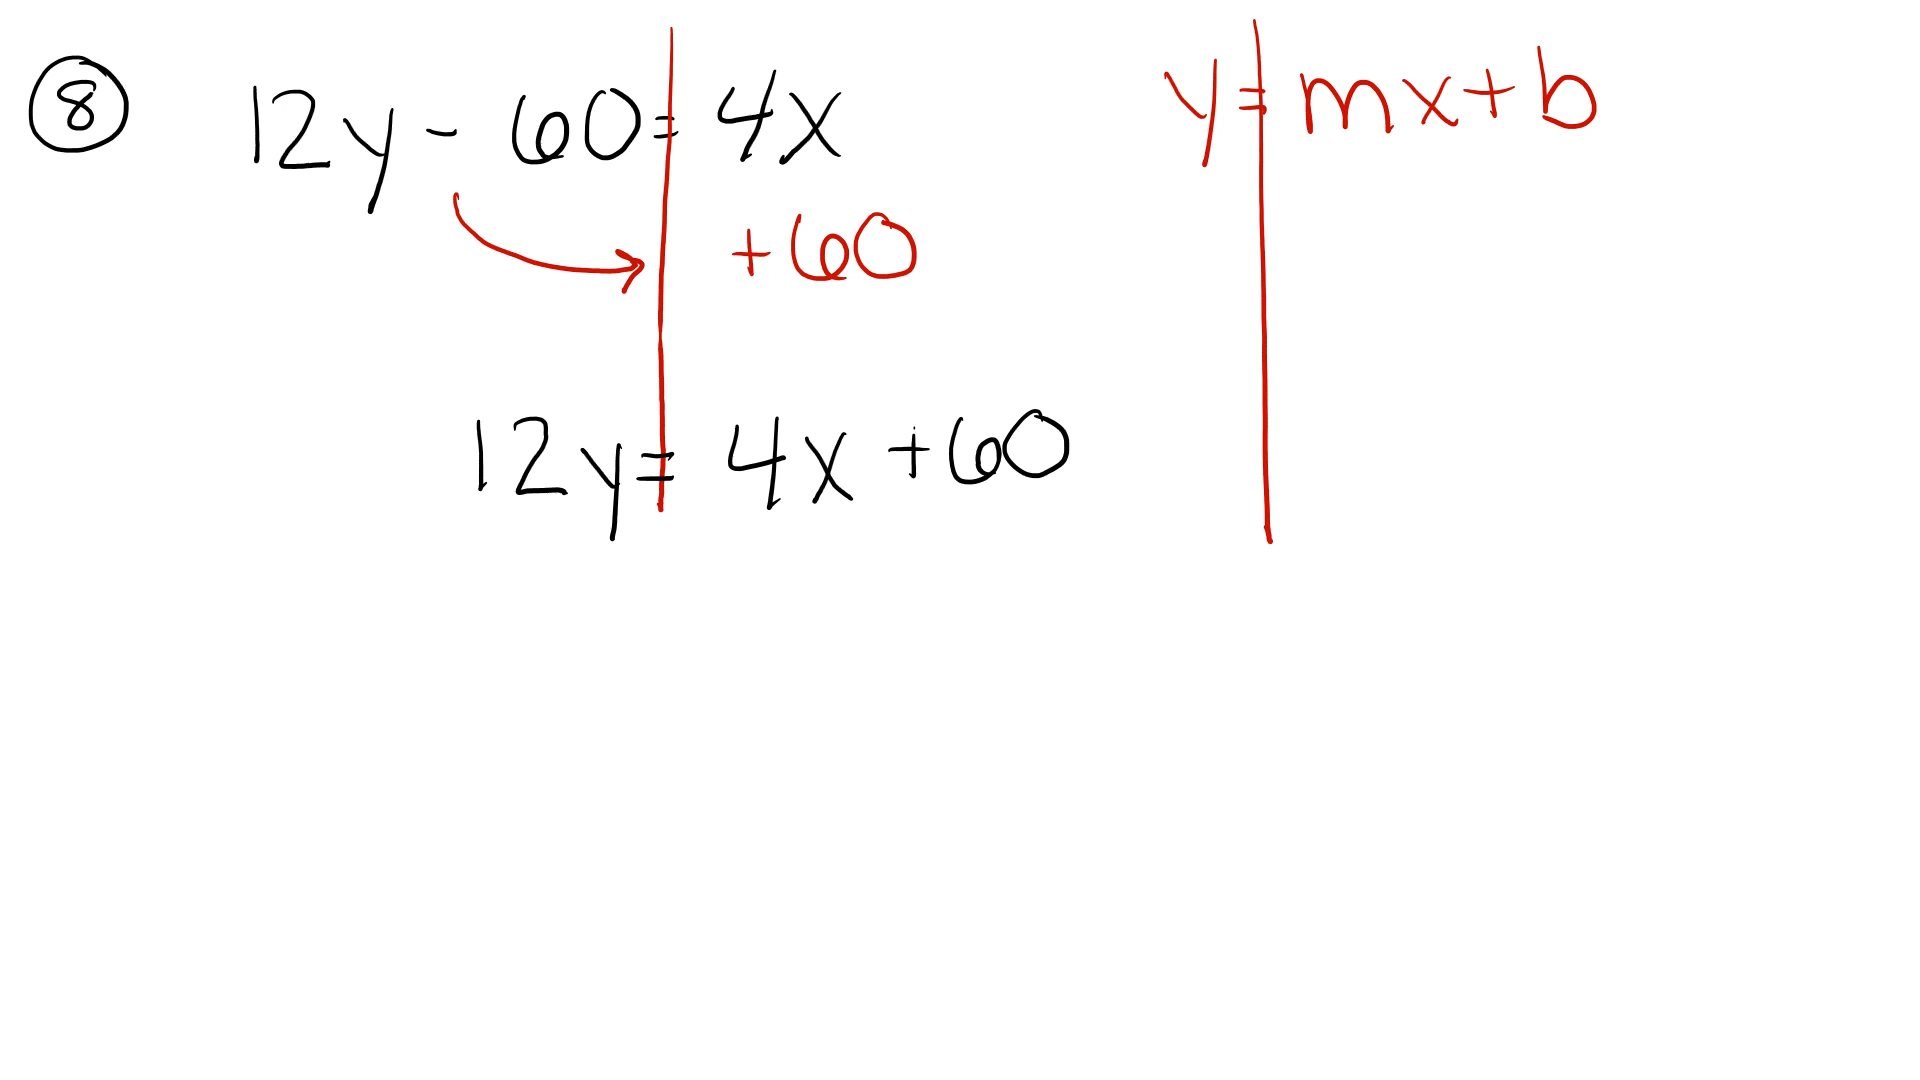 8 12y - 60 = 4x
y = mx + b
+60
12y = 4x + 60